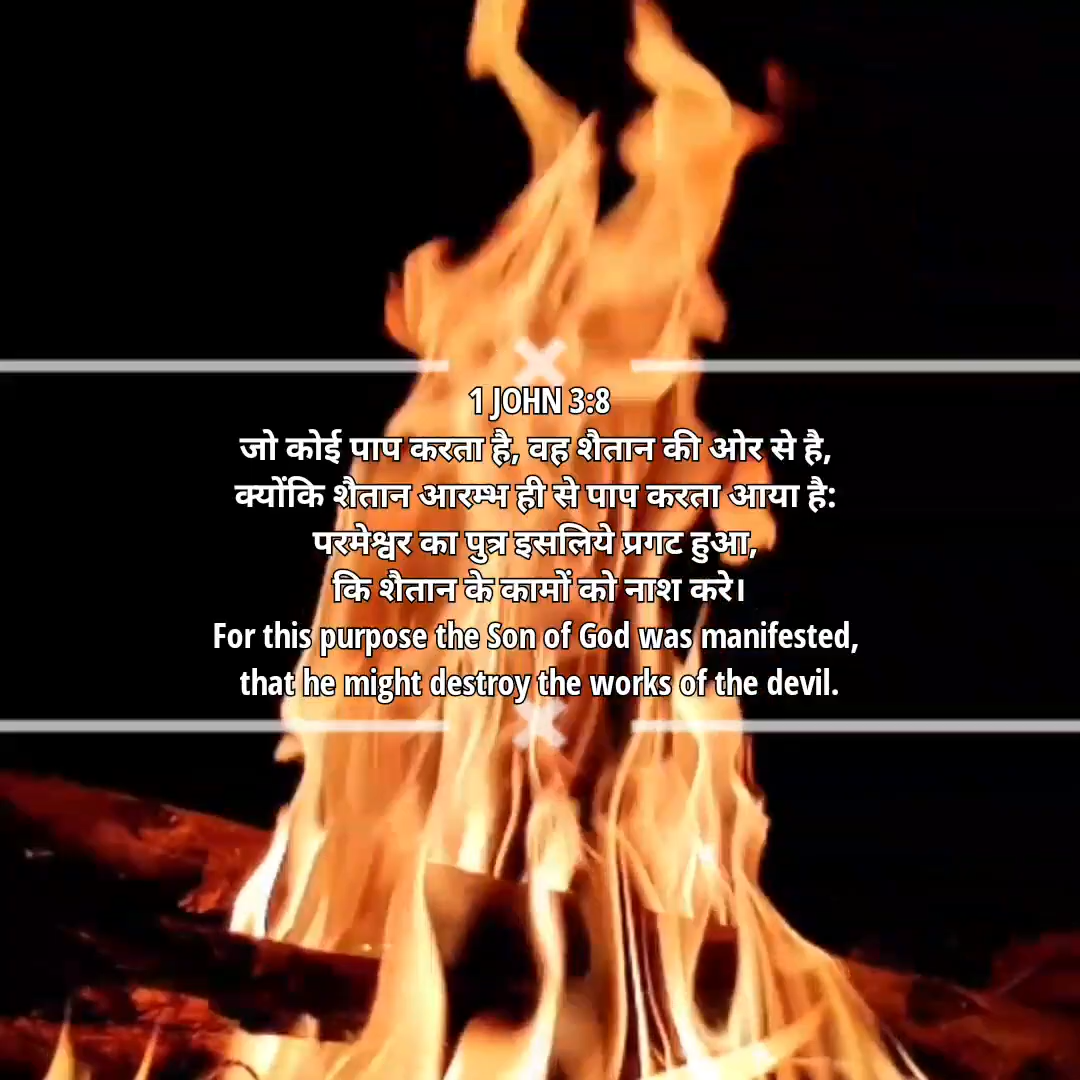 1 JOHN 3:8
जो कोई पाप करता है, वह शैतान की ओर से है,
क्योंकि शैतान आरम्भ ही से पाप करता आया है:
परमेश्वर का पुत्र इसलिये प्रगट हुआ,
कि शैतान के कामों को नाश करे।
For this purpose the Son of God was manifested,
that he might destroy the works of the devil.